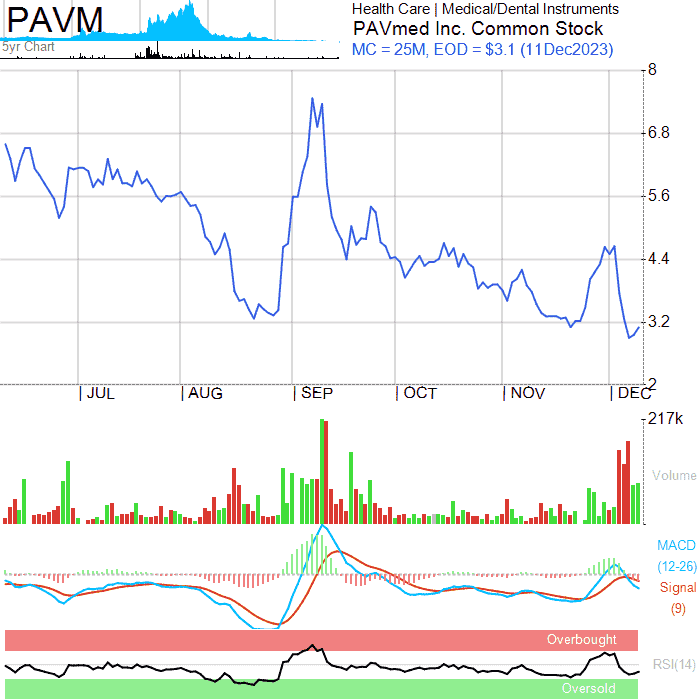 PAVM
5yr Chart
Health Care | Medical/Dental Instruments
PAVmed Inc. Common Stock
MC = 25M, EOD = $3.1 (11Dec2023)
8
6.8
5.6
4.4
3.2
2
| JUL
| AUG
| SEP
| OCT
| NOV
| DEC
217k
Volume
MACD
(12-26)
Signal
(9)
Overbought
RSI(14)
Oversold